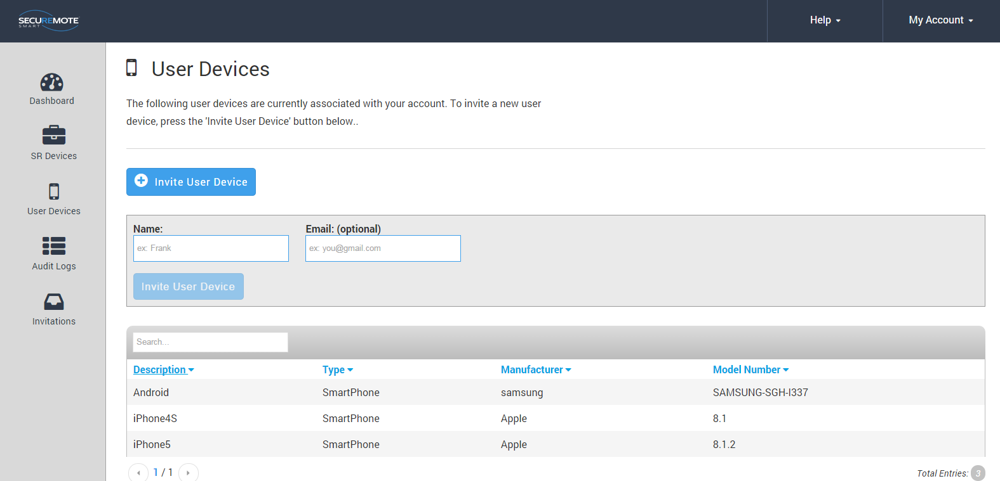 SECUREMOTE
SMART
Help
My Account
Dashboard
SR Devices
User Devices
Audit Logs
Invitations
User Devices
The following user devices are currently associated with your account. To invite a new user
device, press the 'Invite User Device' button below..
Invite User Device
Name:
Email: (optional)
ex: Frank
ex: you@gmail.com
Invite User Device
Search...
Description Type Manufacturer Model Number
Android SmartPhone samsung SAMSUNG-SGH-I337
iPhone4S SmartPhone Apple 8.1
iPhone5 SmartPhone Apple 8.1.2
1 / 1
Total Entries: 3